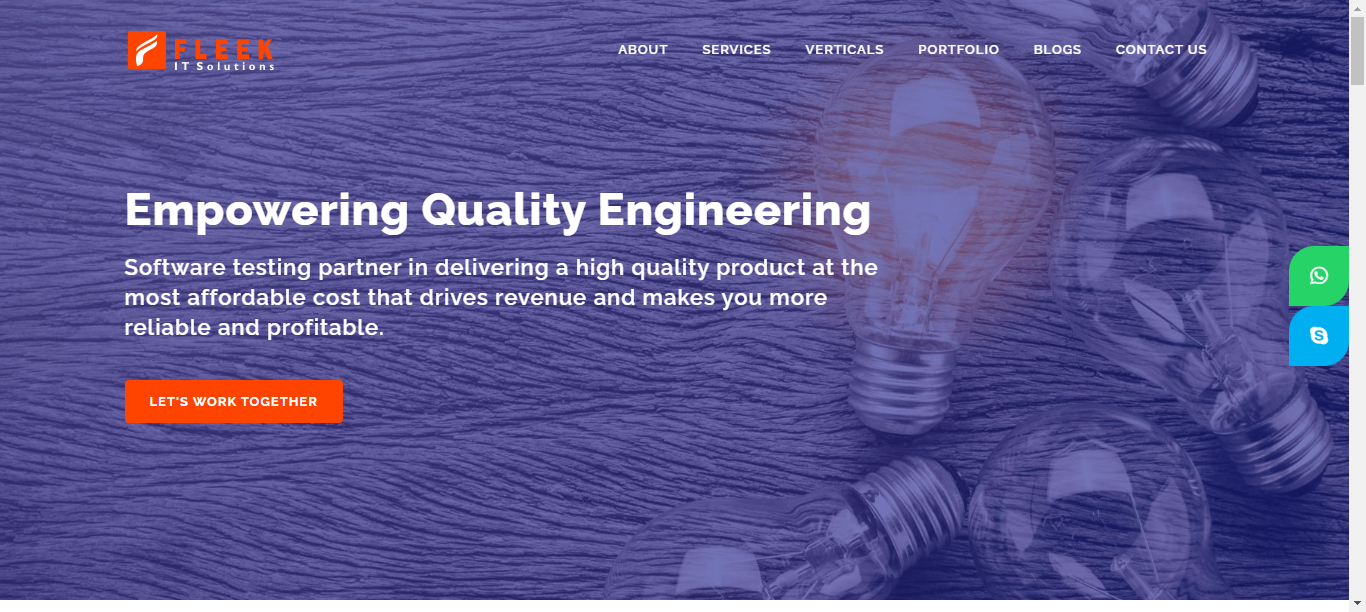 FLEEK
IT Solutions
ABOUT SERVICES VERTICALS PORTFOLIO BLOGS CONTACT US
Empowering Quality Engineering
Software testing partner in delivering a high quality product at the
most affordable cost that drives revenue and makes you more
reliable and profitable.
LET'S WORK TOGETHER